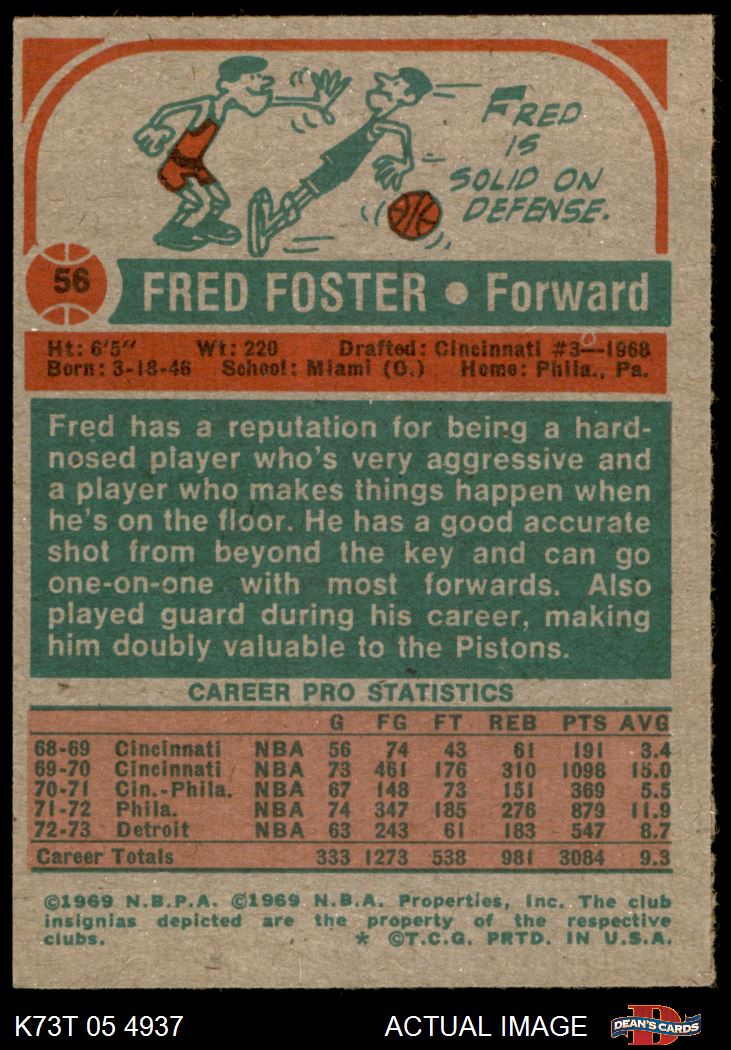 FRED
IS
SOLID ON
DEFENSE.
56
FRED FOSTER • Forward
Ht: 6'5" Wt: 220 Drafted: Cincinnati #3—1968
Born: 3-18-46 School: Miami (O.) Home: Phila., Pa.
Fred has a reputation for being a hard-
nosed player who's very aggressive and
a player who makes things happen when
he's on the floor. He has a good accurate
shot from beyond the key and can go
one-on-one with most forwards. Also
played guard during his career, making
him doubly valuable to the Pistons.
CAREER PRO STATISTICS
G FG FT REB PTS AVG
68-69 Cincinnati NBA 56 74 43 61 191 3.4
69-70 Cincinnati NBA 73 461 176 310 1098 15.0
70-71 Cin.-Phila. NBA 67 148 73 151 369 5.5
71-72 Phila. NBA 74 347 185 276 879 11.9
72-73 Detroit NBA 63 243 61 183 547 8.7
Career Totals 333 1273 538 981 3084 9.3
©1969 N.B.P.A. ©1969 N.B.A. Properties, Inc. The club
insignias depicted are the property of the respective
clubs. * ©T.C.G. PRTD. IN U.S.A.
K73T 05 4937 ACTUAL IMAGE D DEAN'S CARDS